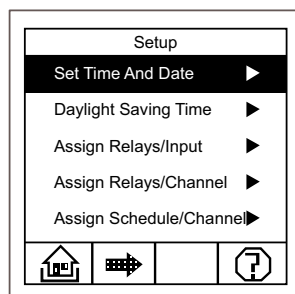 Setup
Set Time And Date
Daylight Saving Time
Assign Relays/Input
Assign Relays/Channel
Assign Schedule/Channel
?